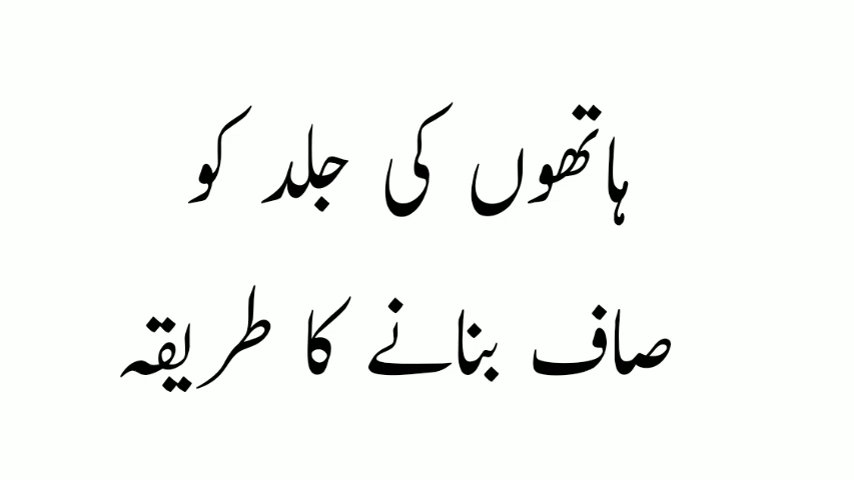 ہاتھوں کی جلد کو
صاف بنانے کا طریقہ